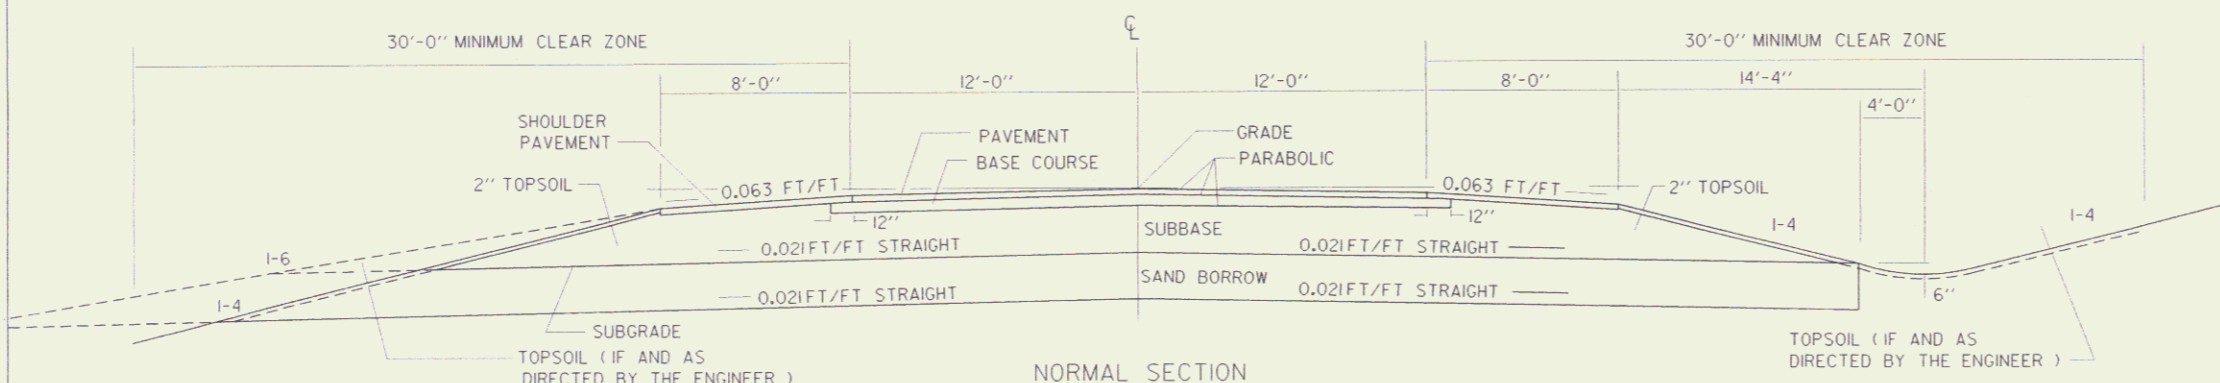 ℄
30'-0'' MINIMUM CLEAR ZONE
30'-0'' MINIMUM CLEAR ZONE
8'-0''
12'-0''
12'-0''
8'-0''
14'-4''
4'-0''
SHOULDER
PAVEMENT
PAVEMENT
GRADE
BASE COURSE
PARABOLIC
2'' TOPSOIL
0.063 FT/FT
0.063 FT/FT
2'' TOPSOIL
12''
12''
SUBBASE
1-4
1-4
0.021FT/FT STRAIGHT
0.021FT/FT STRAIGHT
1-6
SAND BORROW
1-4
0.021FT/FT STRAIGHT
0.021FT/FT STRAIGHT
6''
SUBGRADE
TOPSOIL ( IF AND AS
DIRECTED BY THE ENGINEER )
TOPSOIL ( IF AND AS
DIRECTED BY THE ENGINEER )
NORMAL SECTION